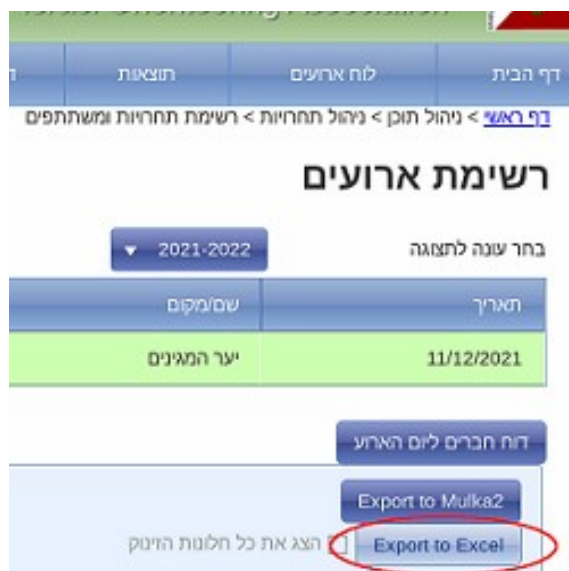 דף הבית
לוח ארועים
תוצאות
דף ראשי > ניהול תוכן > ניהול תחרויות > רשימת תחרויות ומשתתפים
רשימת ארועים
בחר עונה לתצוגה 2021-2022
תאריך
שם/מקום
11/12/2021
יער המגינים
דוח חברים ליום הארוע
Export to Mulka2
Export to Excel
הצג את כל חלונות הזינוק